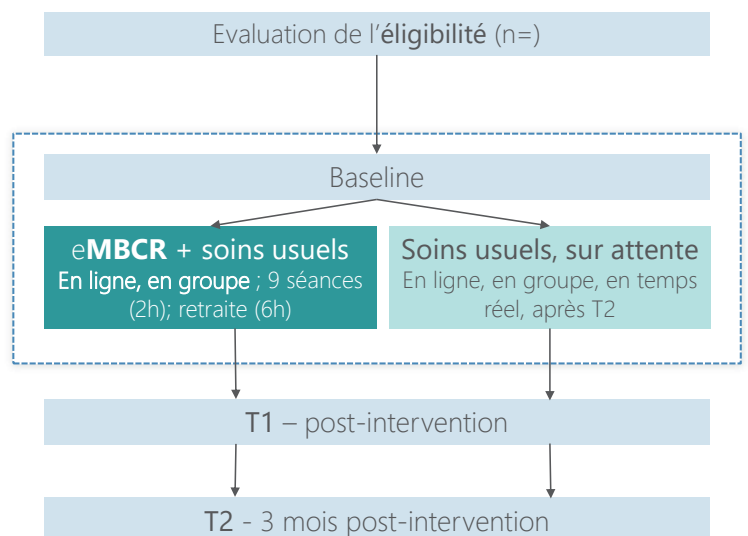 Evaluation de l'éligibilité (n=)
Baseline
eMBCR + soins usuels
En ligne, en groupe ; 9 séances
(2h); retraite (6h)
Soins usuels, sur attente
En ligne, en groupe, en temps
réel, après T2
T1 – post-intervention
T2 - 3 mois post-intervention